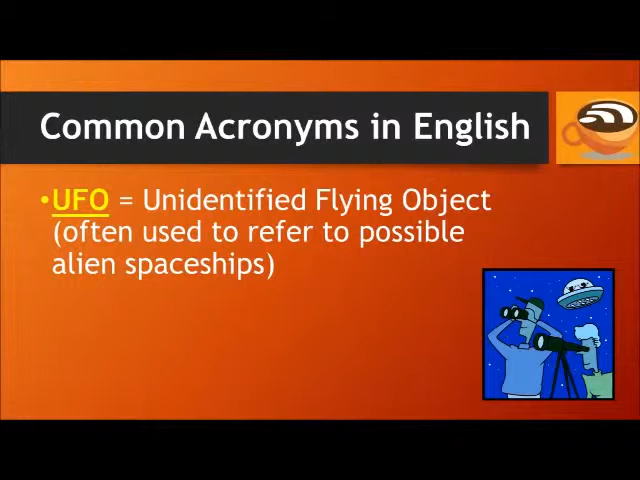 Common Acronyms in English
•UFO = Unidentified Flying Object
(often used to refer to possible
alien spaceships)